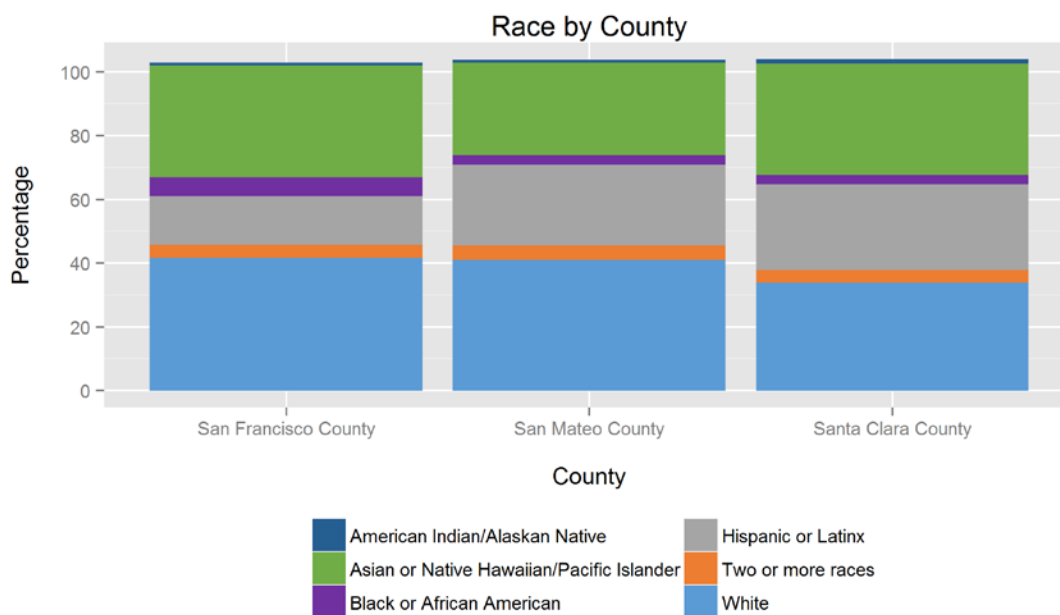 Race by County
Percentage
100
80
60
40
20
0
San Francisco County San Mateo County Santa Clara County
County
American Indian/Alaskan Native Hispanic or Latinx
Asian or Native Hawaiian/Pacific Islander Two or more races
Black or African American White